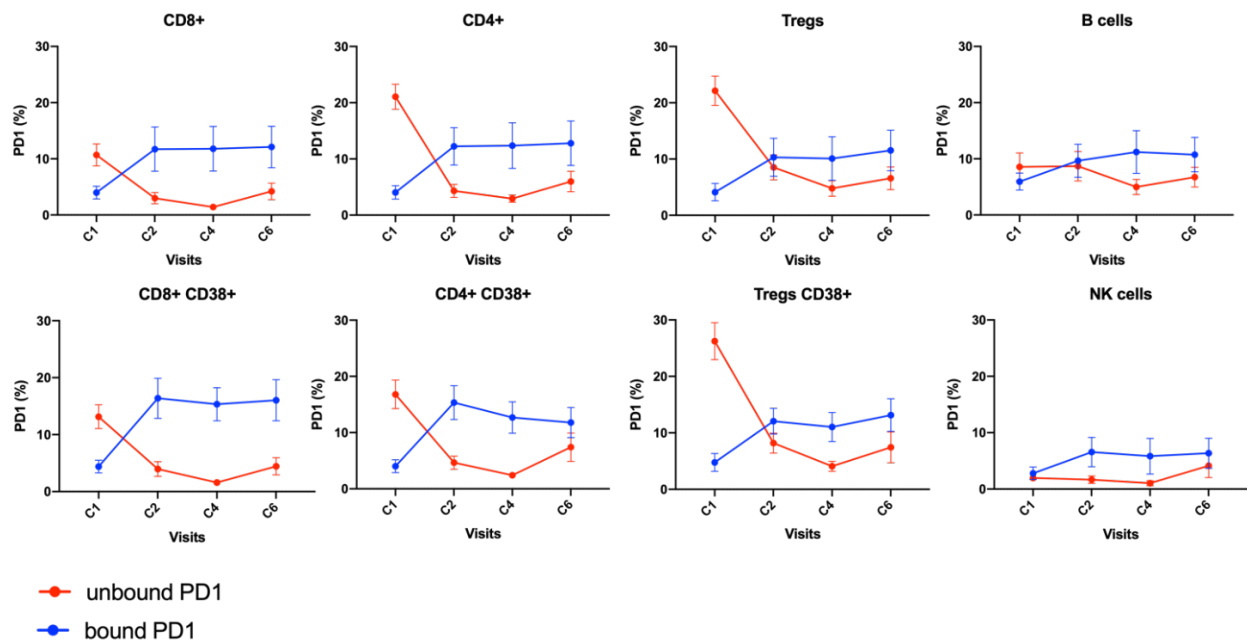 CD8+
CD4+
Tregs
B cells
30
20
10
0
PD1 (%)
C1
C2
C4
C6
Visits
30
20
10
0
PD1 (%)
C1
C2
C4
C6
Visits
30
20
10
0
PD1 (%)
C1
C2
C4
C6
Visits
30
20
10
0
PD1 (%)
C1
C2
C4
C6
Visits
CD8+ CD38+
CD4+ CD38+
Tregs CD38+
NK cells
30
20
10
0
PD1 (%)
C1
C2
C4
C6
Visits
30
20
10
0
PD1 (%)
C1
C2
C4
C6
Visits
30
20
10
0
PD1 (%)
C1
C2
C4
C6
Visits
30
20
10
0
PD1 (%)
C1
C2
C4
C6
Visits
unbound PD1
bound PD1